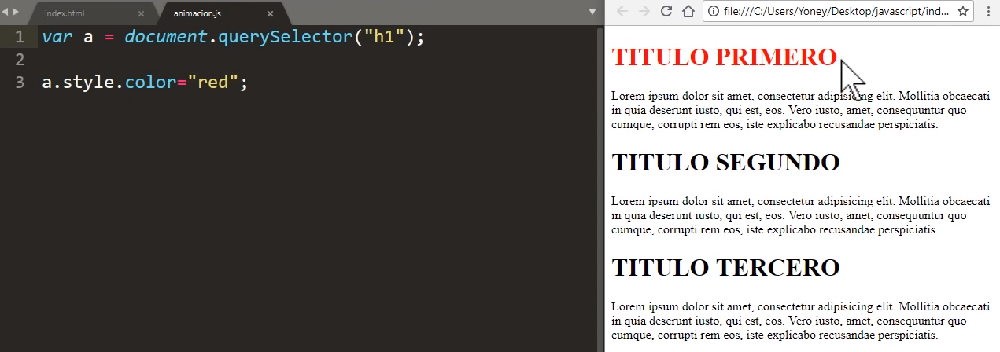 index.html
animacion.js
1 var a = document.querySelector("h1");
2
3 a.style.color="red";
file:///C:/Users/Yoney/Desktop/javascript/ind...
TITULO PRIMERO
Lorem ipsum dolor sit amet, consectetur adipisicing elit. Mollitia obcaecati
in quia deserunt iusto, qui est, eos. Vero iusto, amet, consequuntur quo
cumque, corrupti rem eos, iste explicabo recusandae perspiciatis.
TITULO SEGUNDO
Lorem ipsum dolor sit amet, consectetur adipisicing elit. Mollitia obcaecati
in quia deserunt iusto, qui est, eos. Vero iusto, amet, consequuntur quo
cumque, corrupti rem eos, iste explicabo recusandae perspiciatis.
TITULO TERCERO
Lorem ipsum dolor sit amet, consectetur adipisicing elit. Mollitia obcaecati
in quia deserunt iusto, qui est, eos. Vero iusto, amet, consequuntur quo
cumque, corrupti rem eos, iste explicabo recusandae perspiciatis.